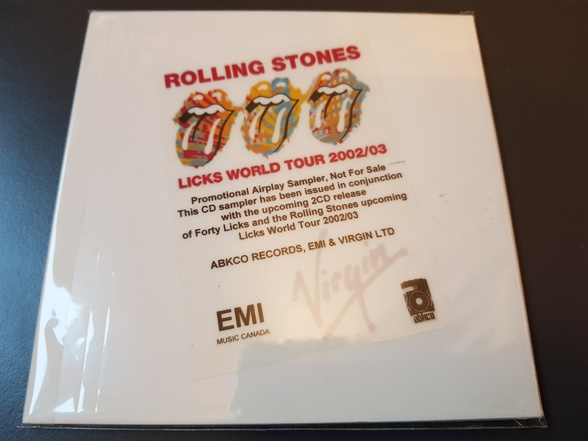 ROLLING STONES
LICKS WORLD TOUR 2002/03
Promotional Airplay Sampler, Not For Sale
This CD sampler has been issued in conjunction
with the upcoming 2CD release
of Forty Licks and the Rolling Stones upcoming
Licks World Tour 2002/03
ABKCO RECORDS, EMI & VIRGIN LTD
Virgin
EMI
MUSIC CANADA
abkco